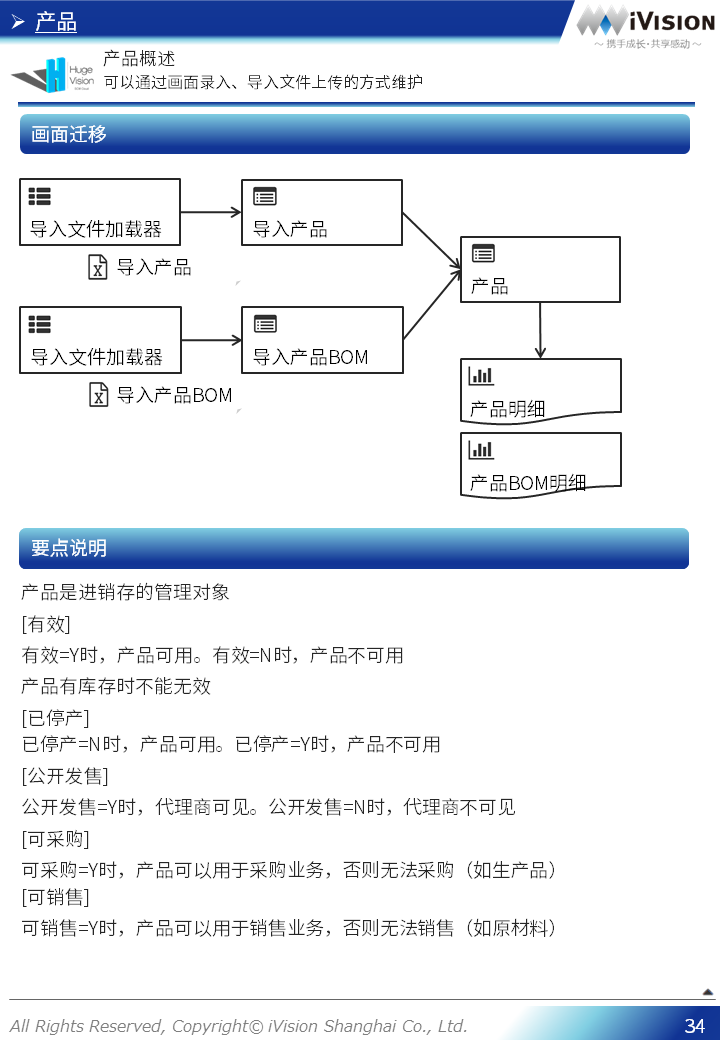 产品
iVISION
～携手成长·共享感动～
Huge
Vision
产品概述
可以通过画面录入、导入文件上传的方式维护
画面迁移
导入文件加载器
导入产品
X 导入产品
产品
导入文件加载器
导入产品BOM
X 导入产品BOM
产品明细
产品BOM明细
要点说明
产品是进销存的管理对象
[有效]
有效=Y时，产品可用。有效=N时，产品不可用
产品有库存时不能无效
[已停产]
已停产=N时，产品可用。已停产=Y时，产品不可用
[公开发售]
公开发售=Y时，代理商可见。公开发售=N时，代理商不可见
[可采购]
可采购=Y时，产品可以用于采购业务，否则无法采购（如生产品）
[可销售]
可销售=Y时，产品可以用于销售业务，否则无法销售（如原材料）
All Rights Reserved, Copyright© iVision Shanghai Co., Ltd.
34